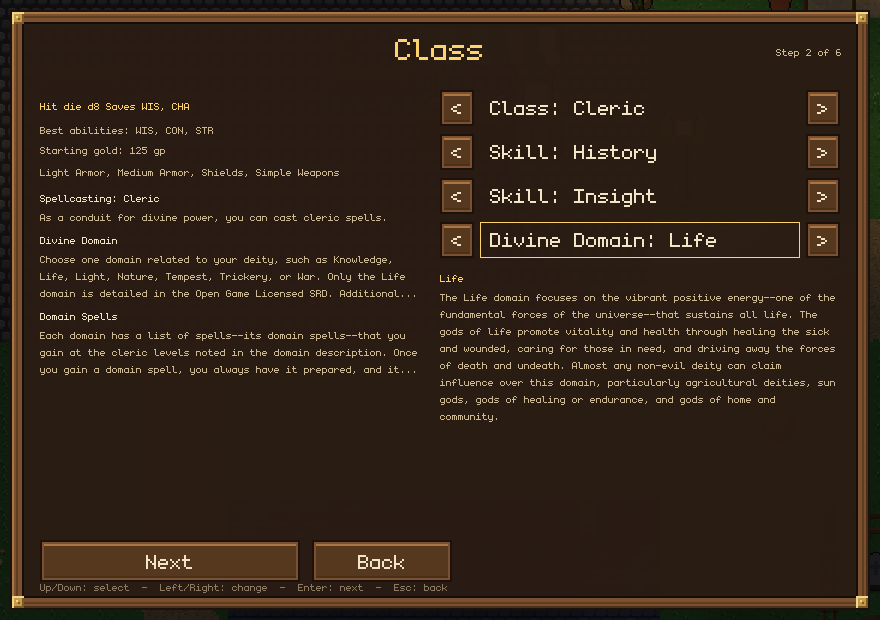 Class
Step 2 of 6
Hit die d8 Saves WIS, CHA
Best abilities: WIS, CON, STR
Starting gold: 125 gp
Light Armor, Medium Armor, Shields, Simple Weapons
Spellcasting: Cleric
As a conduit for divine power, you can cast cleric spells.
Divine Domain
Choose one domain related to your deity, such as Knowledge,
Life, Light, Nature, Tempest, Trickery, or War. Only the Life
domain is detailed in the Open Game Licensed SRD. Additional...
Domain Spells
Each domain has a list of spells--its domain spells--that you
gain at the cleric levels noted in the domain description. Once
you gain a domain spell, you always have it prepared, and it...
< Class: Cleric >
< Skill: History >
< Skill: Insight >
< Divine Domain: Life >
Life
The Life domain focuses on the vibrant positive energy--one of the
fundamental forces of the universe--that sustains all life. The
gods of life promote vitality and health through healing the sick
and wounded, caring for those in need, and driving away the forces
of death and undeath. Almost any non-evil deity can claim
influence over this domain, particularly agricultural deities, sun
gods, gods of healing or endurance, and gods of home and
community.
Next
Back
Up/Down: select - Left/Right: change - Enter: next - Esc: back